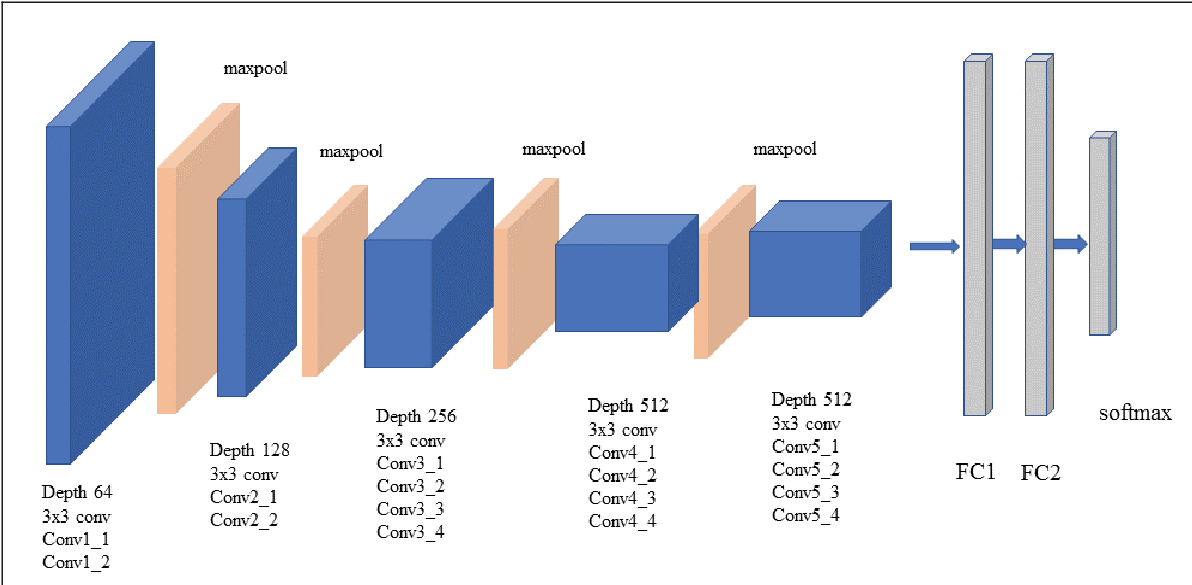 maxpool
maxpool
maxpool
maxpool
Depth 64
3x3 conv
Conv1_1
Conv1_2
Depth 128
3x3 conv
Conv2_1
Conv2_2
Depth 256
3x3 conv
Conv3_1
Conv3_2
Conv3_3
Conv3_4
Depth 512
3x3 conv
Conv4_1
Conv4_2
Conv4_3
Conv4_4
Depth 512
3x3 conv
Conv5_1
Conv5_2
Conv5_3
Conv5_4
FC1
FC2
softmax